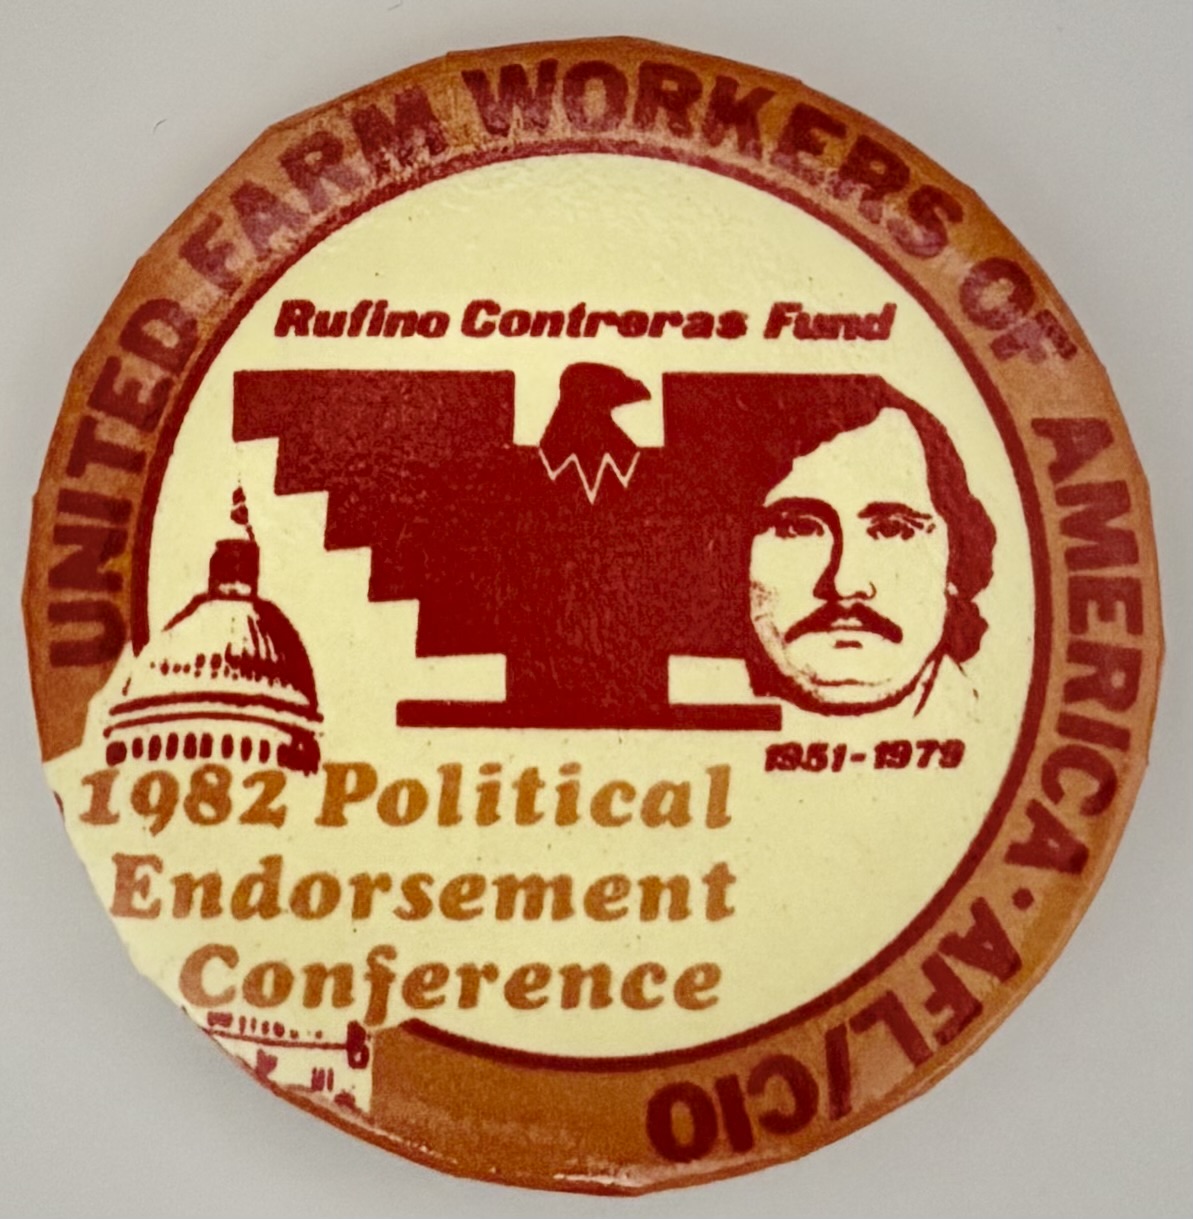 UNITED FARM WORKERS OF AMERICA · AFL/CIO
Rufino Contreras Fund
1951-1979
1982 Political
Endorsement
Conference